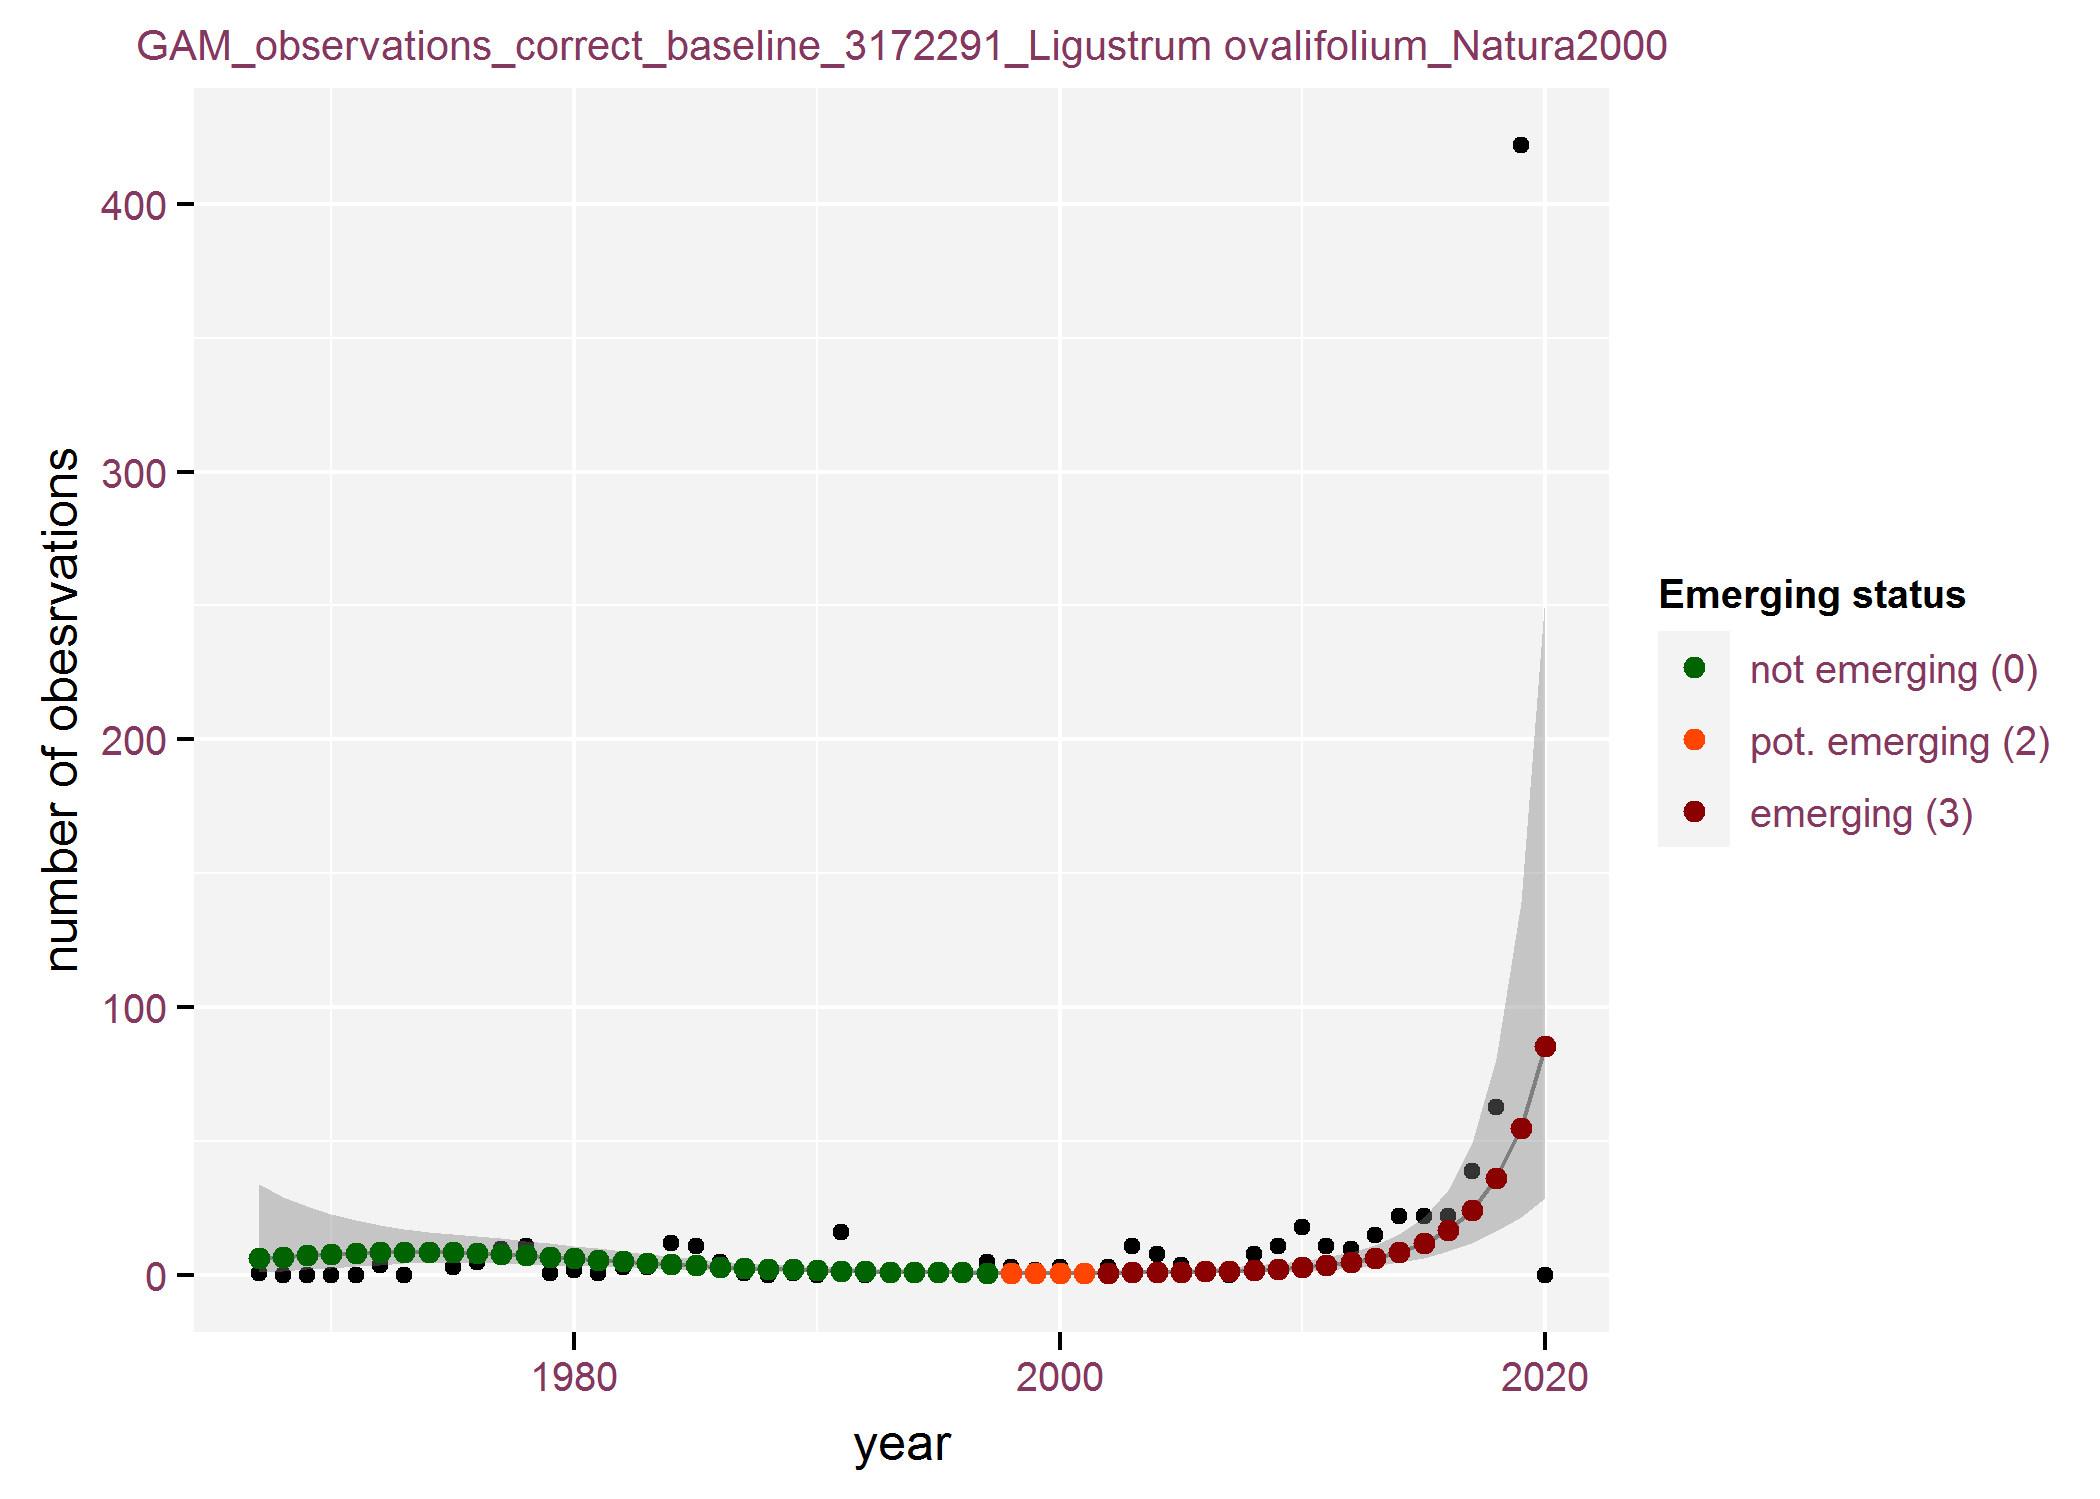 GAM_observations_correct_baseline_3172291_Ligustrum ovalifolium_Natura2000
number of obesrvations
400
300
200
100
0
1980
2000
2020
year
Emerging status
not emerging (0)
pot. emerging (2)
emerging (3)